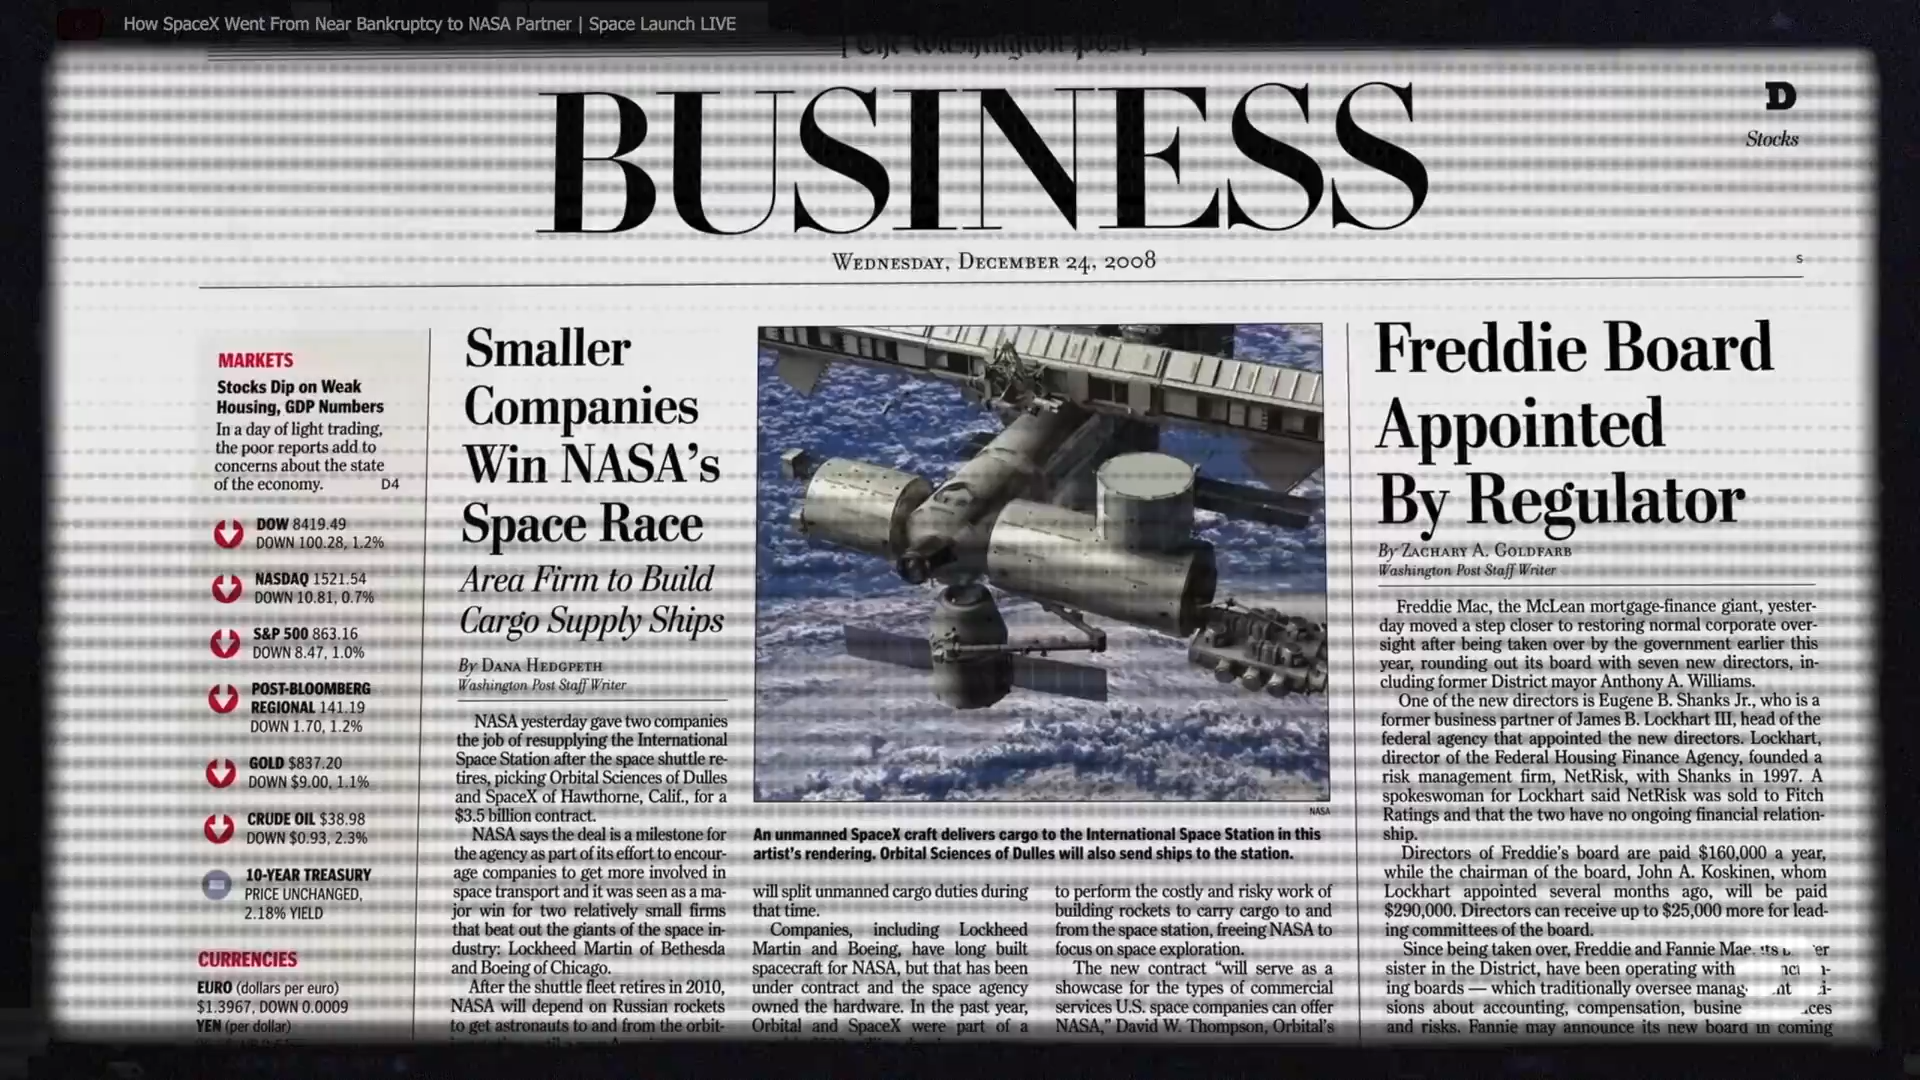 How SpaceX Went From Near Bankruptcy to NASA Partner | Space Launch LIVE
The Washington Post
BUSINESS
D
Stocks
WEDNESDAY, DECEMBER 24, 2008
S
MARKETS
Stocks Dip on Weak
Housing, GDP Numbers
In a day of light trading,
the poor reports add to
concerns about the state
of the economy. D4
DOW 8419.49
DOWN 100.28, 1.2%
NASDAQ 1521.54
DOWN 10.81, 0.7%
S&P 500 863.16
DOWN 8.47, 1.0%
POST-BLOOMBERG
REGIONAL 141.19
DOWN 1.70, 1.2%
GOLD $837.20
DOWN $9.00, 1.1%
CRUDE OIL $38.98
DOWN $0.93, 2.3%
10-YEAR TREASURY
PRICE UNCHANGED,
2.18% YIELD
CURRENCIES
EURO (dollars per euro)
$1.3967, DOWN 0.0009
YEN (per dollar)
Smaller
Companies
Win NASA's
Space Race
Area Firm to Build
Cargo Supply Ships
By DANA HEDGPETH
Washington Post Staff Writer
NASA yesterday gave two companies
the job of resupplying the International
Space Station after the space shuttle re-
tires, picking Orbital Sciences of Dulles
and SpaceX of Hawthorne, Calif., for a
$3.5 billion contract.
NASA says the deal is a milestone for
the agency as part of its effort to encour-
age companies to get more involved in
space transport and it was seen as a ma-
jor win for two relatively small firms
that beat out the giants of the space in-
dustry: Lockheed Martin of Bethesda
and Boeing of Chicago.
After the shuttle fleet retires in 2010,
NASA will depend on Russian rockets
to get astronauts to and from the orbit-
NASA
An unmanned SpaceX craft delivers cargo to the International Space Station in this
artist's rendering. Orbital Sciences of Dulles will also send ships to the station.
will split unmanned cargo duties during
that time.
Companies, including Lockheed
Martin and Boeing, have long built
spacecraft for NASA, but that has been
under contract and the space agency
owned the hardware. In the past year,
Orbital and SpaceX were part of a
to perform the costly and risky work of
building rockets to carry cargo to and
from the space station, freeing NASA to
focus on space exploration.
The new contract "will serve as a
showcase for the types of commercial
services U.S. space companies can offer
NASA," David W. Thompson, Orbital's
Freddie Board
Appointed
By Regulator
By ZACHARY A. GOLDFARB
Washington Post Staff Writer
Freddie Mac, the McLean mortgage-finance giant, yester-
day moved a step closer to restoring normal corporate over-
sight after being taken over by the government earlier this
year, rounding out its board with seven new directors, in-
cluding former District mayor Anthony A. Williams.
One of the new directors is Eugene B. Shanks Jr., who is a
former business partner of James B. Lockhart III, head of the
federal agency that appointed the new directors. Lockhart,
director of the Federal Housing Finance Agency, founded a
risk management firm, NetRisk, with Shanks in 1997. A
spokeswoman for Lockhart said NetRisk was sold to Fitch
Ratings and that the two have no ongoing financial relation-
ship.
Directors of Freddie's board are paid $160,000 a year,
while the chairman of the board, John A. Koskinen, whom
Lockhart appointed several months ago, will be paid
$290,000. Directors can receive up to $25,000 more for lead-
ing committees of the board.
Since being taken over, Freddie and Fannie Mae, its
sister in the District, have been operating with
ing boards — which traditionally oversee
sions about accounting, compensation,
and risks. Fannie may announce its new board in coming